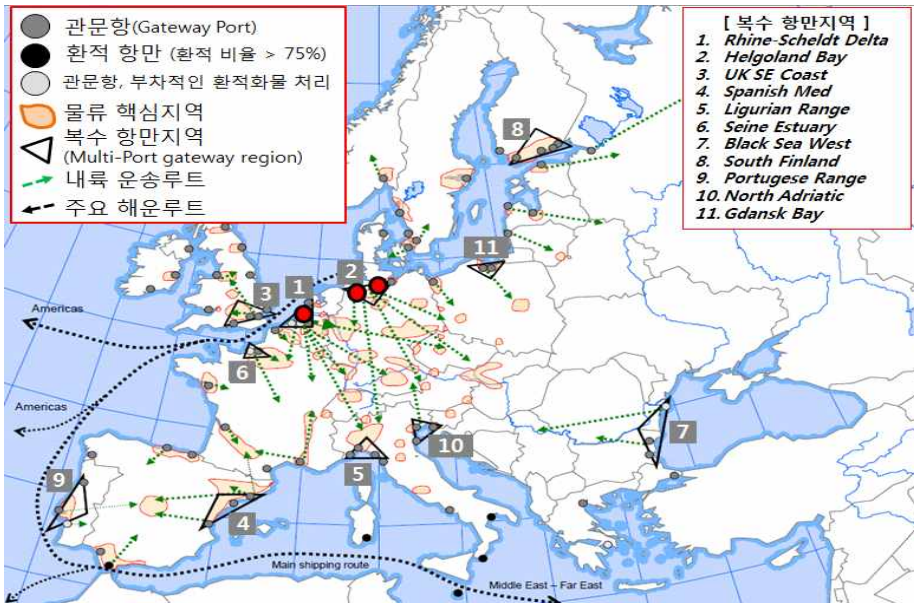 관문항(Gateway Port)
환적 항만 (환적 비율 > 75%)
관문항, 부차적인 환적화물 처리
물류 핵심지역
복수 항만지역
(Multi-Port gateway region)
내륙 운송루트
주요 해운루트
[ 복수 항만지역 ]
1. Rhine-Scheldt Delta
2. Helgoland Bay
3. UK SE Coast
4. Spanish Med
5. Ligurian Range
6. Seine Estuary
7. Black Sea West
8. South Finland
9. Portugese Range
10. North Adriatic
11. Gdansk Bay
8
11
2
1
3
Americas
6
Americas
7
10
5
9
4
Main shipping route
Middle East – Far East